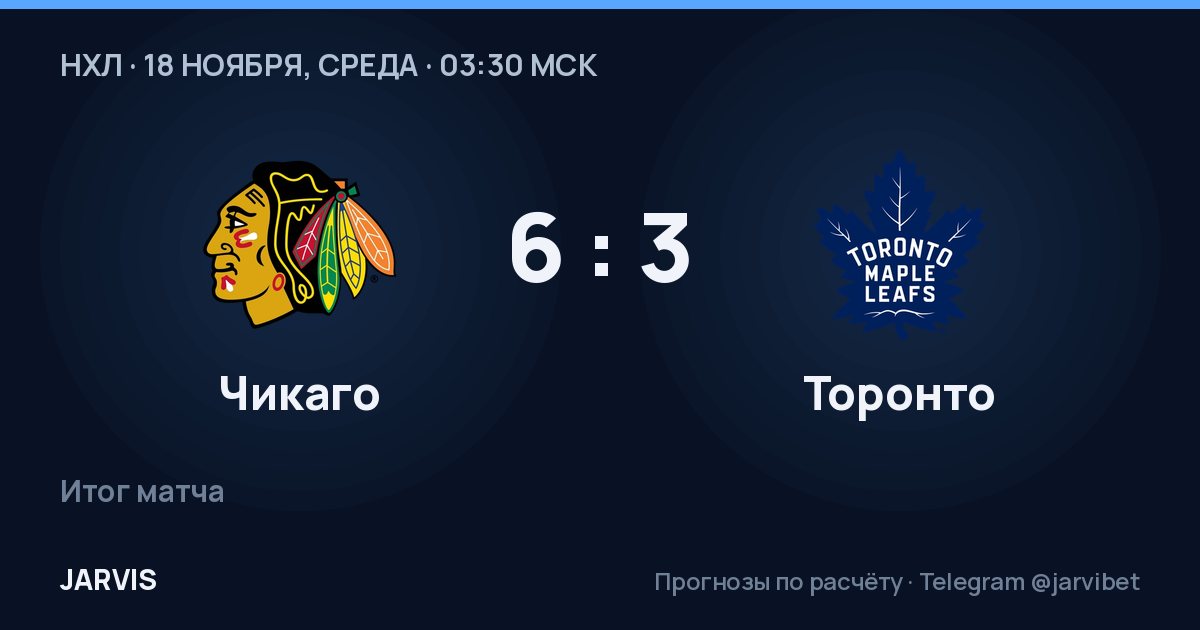 НХЛ · 18 НОЯБРЯ, СРЕДА · 03:30 МСК
6 : 3
TORONTO
MAPLE
LEAFS
Чикаго
Торонто
Итог матча
JARVIS
Прогнозы по расчёту · Telegram @jarvibet